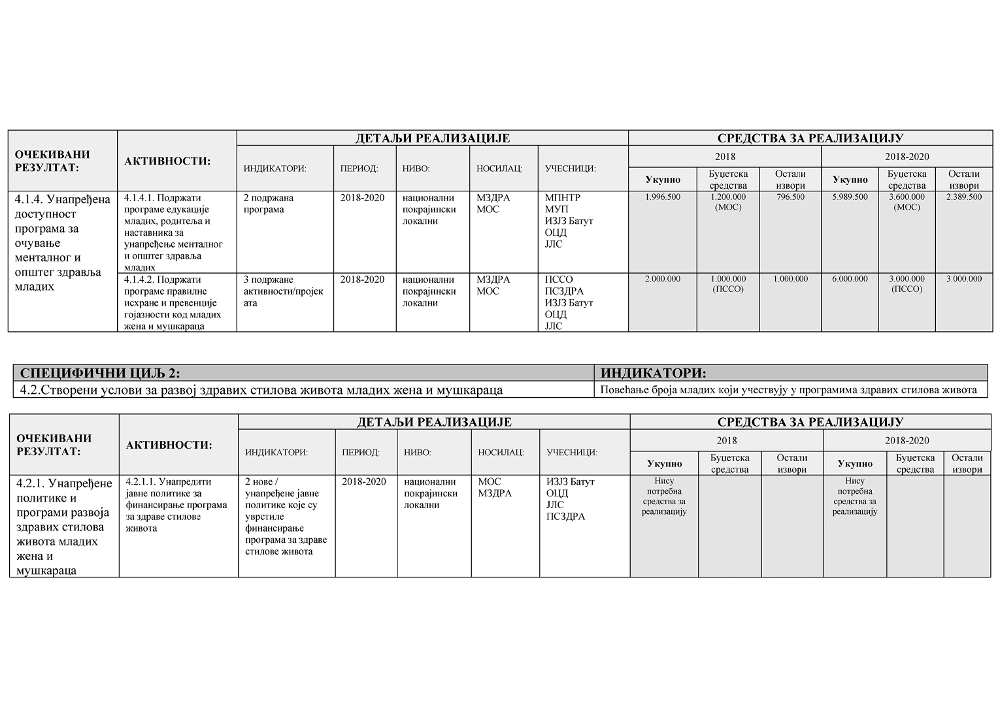 ОЧЕКИВАНИ
РЕЗУЛТАТ:
АКТИВНОСТИ:
ДЕТАЉИ РЕАЛИЗАЦИЈЕ
СРЕДСТВА ЗА РЕАЛИЗАЦИЈУ
ИНДИКАТОРИ:
ПЕРИОД:
НИВО:
НОСИЛАЦ:
УЧЕСНИЦИ:
2018
2018-2020
Укупно
Буџетска
средства
Остали
извори
Укупно
Буџетска
средства
Остали
извори
4.1.4. Унапређена
доступност
програма за
очување
менталног и
општег здравља
младих
4.1.4.1. Подржати
програме едукације
младих, родитеља и
наставника за
унапређење менталног
и општег здравља
младих
2 подржана
програма
2018-2020
национални
покрајински
локални
МЗДРА
МОС
МПНТР
МУП
ИЗЈЗ Батут
ОЦД
ЈЛС
1.996.500
1.200.000
(МОС)
796.500
5.989.500
3.600.000
(МОС)
2.389.500
4.1.4.2. Подржати
програме правилне
исхране и превенције
гојазности код младих
жена и мушкараца
3 подржане
активности/пројек
ата
2018-2020
национални
покрајински
локални
МЗДРА
МОС
ПССО
ПСЗДРА
ИЗЈЗ Батут
ОЦД
ЈЛС
2.000.000
1.000.000
(ПССО)
1.000.000
6.000.000
3.000.000
(ПССО)
3.000.000
СПЕЦИФИЧНИ ЦИЉ 2:
ИНДИКАТОРИ:
4.2.Створени услови за развој здравих стилова живота младих жена и мушкараца
Повећање броја младих који учествују у програмима здравих стилова живота
ОЧЕКИВАНИ
РЕЗУЛТАТ:
АКТИВНОСТИ:
ДЕТАЉИ РЕАЛИЗАЦИЈЕ
СРЕДСТВА ЗА РЕАЛИЗАЦИЈУ
ИНДИКАТОРИ:
ПЕРИОД:
НИВО:
НОСИЛАЦ:
УЧЕСНИЦИ:
2018
2018-2020
Укупно
Буџетска
средства
Остали
извори
Укупно
Буџетска
средства
Остали
извори
4.2.1. Унапређене
политике и
програми развоја
здравих стилова
живота младих
жена и
мушкараца
4.2.1.1. Унапредити
јавне политике за
финансирање програма
за здраве стилове
живота
2 нове /
унапређене јавне
политике које су
уврстиле
финансирање
програма за здраве
стилове живота
2018-2020
национални
покрајински
локални
МОС
МЗДРА
ИЗЈЗ Батут
ОЦД
ЈЛС
ПСЗДРА
Нису
потребна
средства за
реализацију
Нису
потребна
средства за
реализацију